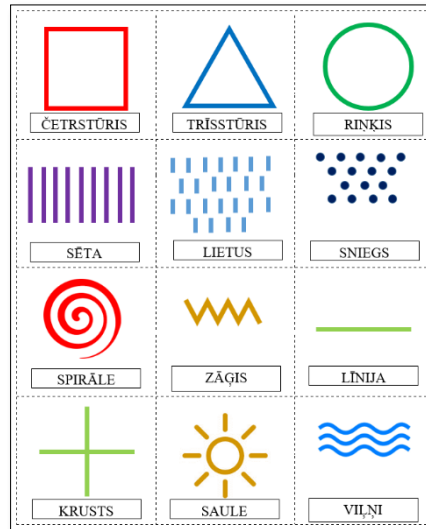 ČETRSTŪRIS
TRĪSSTŪRIS
RIŅĶIS
SĒTA
LIETUS
SNIEGS
SPIRĀLE
ZĀĢIS
LĪNIJA
KRUSTS
SAULE
VIĻŅI